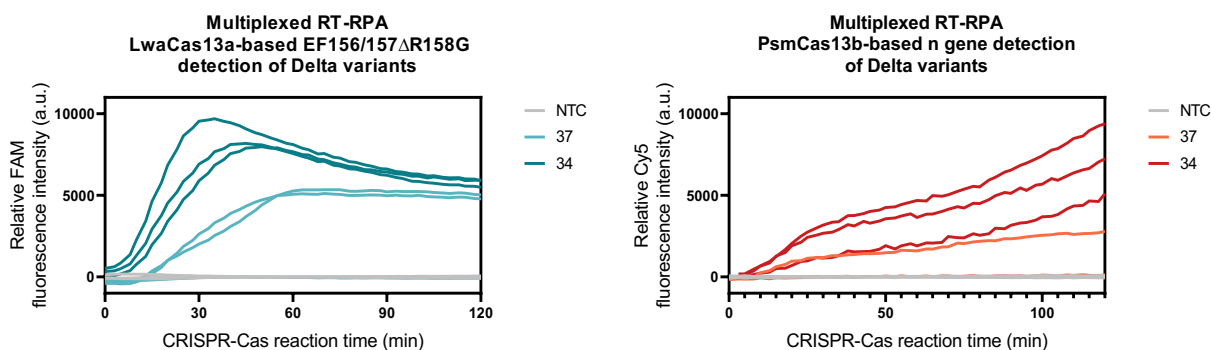 Multiplexed RT-RPA
LwaCas13a-based EF156/157ΔR158G
detection of Delta variants
Relative FAM
fluorescence intensity (a.u.)
10000
5000
0
0
30
60
90
120
CRISPR-Cas reaction time (min)
NTC
37
34
Multiplexed RT-RPA
PsmCas13b-based n gene detection
of Delta variants
Relative Cy5
fluorescence intensity (a.u.)
10000
5000
0
0
50
100
CRISPR-Cas reaction time (min)
NTC
37
34